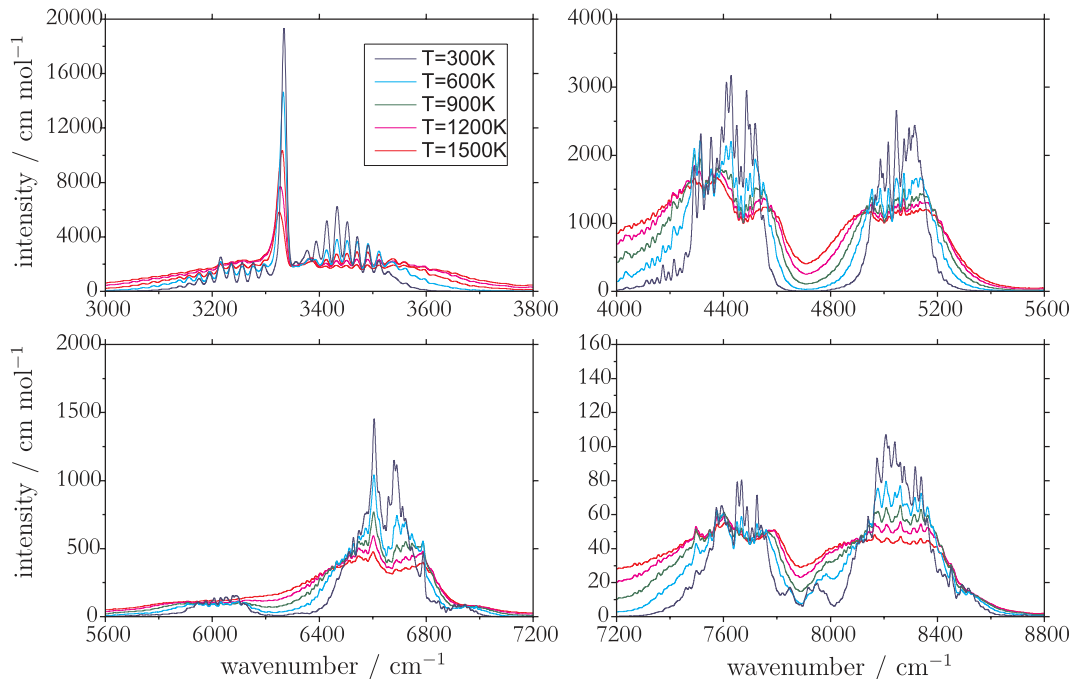 20000
16000
12000
8000
4000
0
intensity / cm mol⁻¹
T=300K
T=600K
T=900K
T=1200K
T=1500K
3000 3200 3400 3600 3800
4000
3000
2000
1000
0
4000 4400 4800 5200 5600
2000
1500
1000
500
0
intensity / cm mol⁻¹
5600 6000 6400 6800 7200
wavenumber / cm⁻¹
160
140
120
100
80
60
40
20
0
7200 7600 8000 8400 8800
wavenumber / cm⁻¹